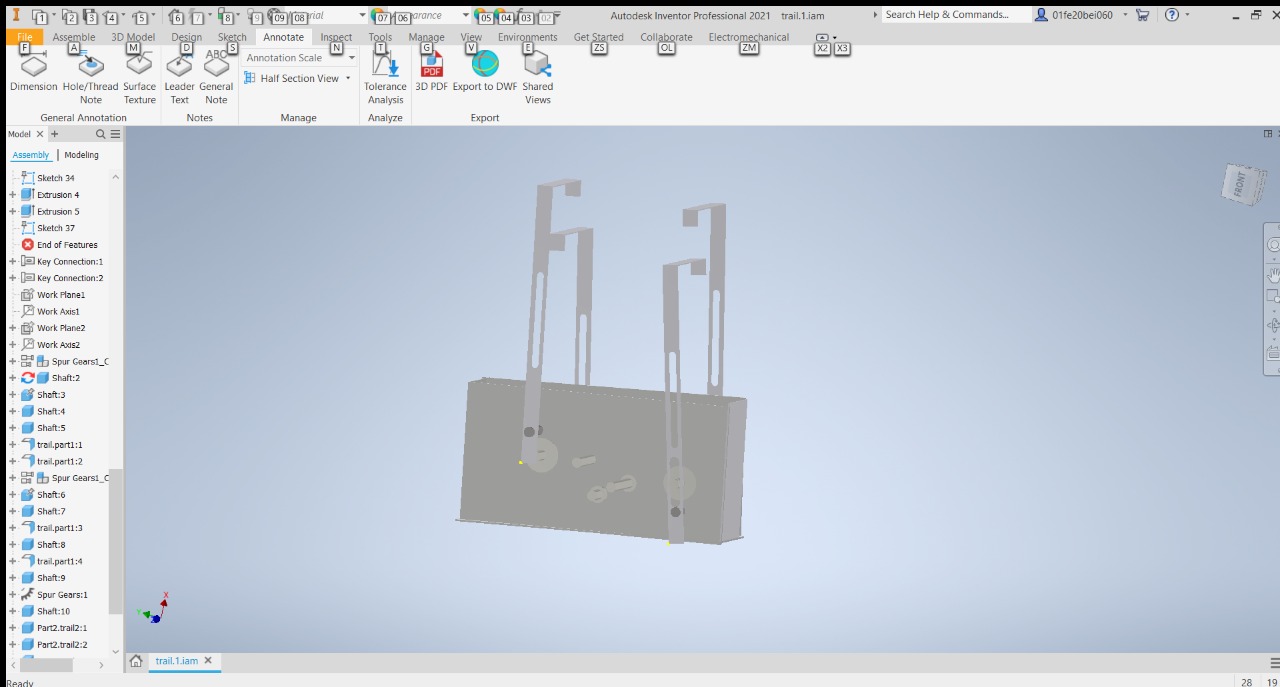 Autodesk Inventor Professional 2021 trail.1.iam
Search Help & Commands...
01fe20bei060
1 2 3 4 5 6 7 8 9 09 08 07 06 05 04 03 02
File Assemble 3D Model Design Sketch Annotate Inspect Tools Manage View Environments Get Started Collaborate Electromechanical
F A M D S N T G V E ZS OL ZM X2 X3
Annotation Scale
Half Section View
Dimension Hole/Thread Note Surface Texture Leader Text General Note Tolerance Analysis 3D PDF Export to DWF Shared Views
ABC
PDF
General Annotation Notes Manage Analyze Export
Model
Assembly Modeling
Sketch 34
Extrusion 4
Extrusion 5
Sketch 37
End of Features
Key Connection:1
Key Connection:2
Work Plane1
Work Axis1
Work Plane2
Work Axis2
Spur Gears1_C
Shaft:2
Shaft:3
Shaft:4
Shaft:5
trail.part1:1
trail.part1:2
Spur Gears1_C
Shaft:6
Shaft:7
trail.part1:3
Shaft:8
trail.part1:4
Shaft:9
Spur Gears:1
Shaft:10
Part2.trail2:1
Part2.trail2:2
FRONT
X
Y
Z
trail.1.iam
Ready
28 19